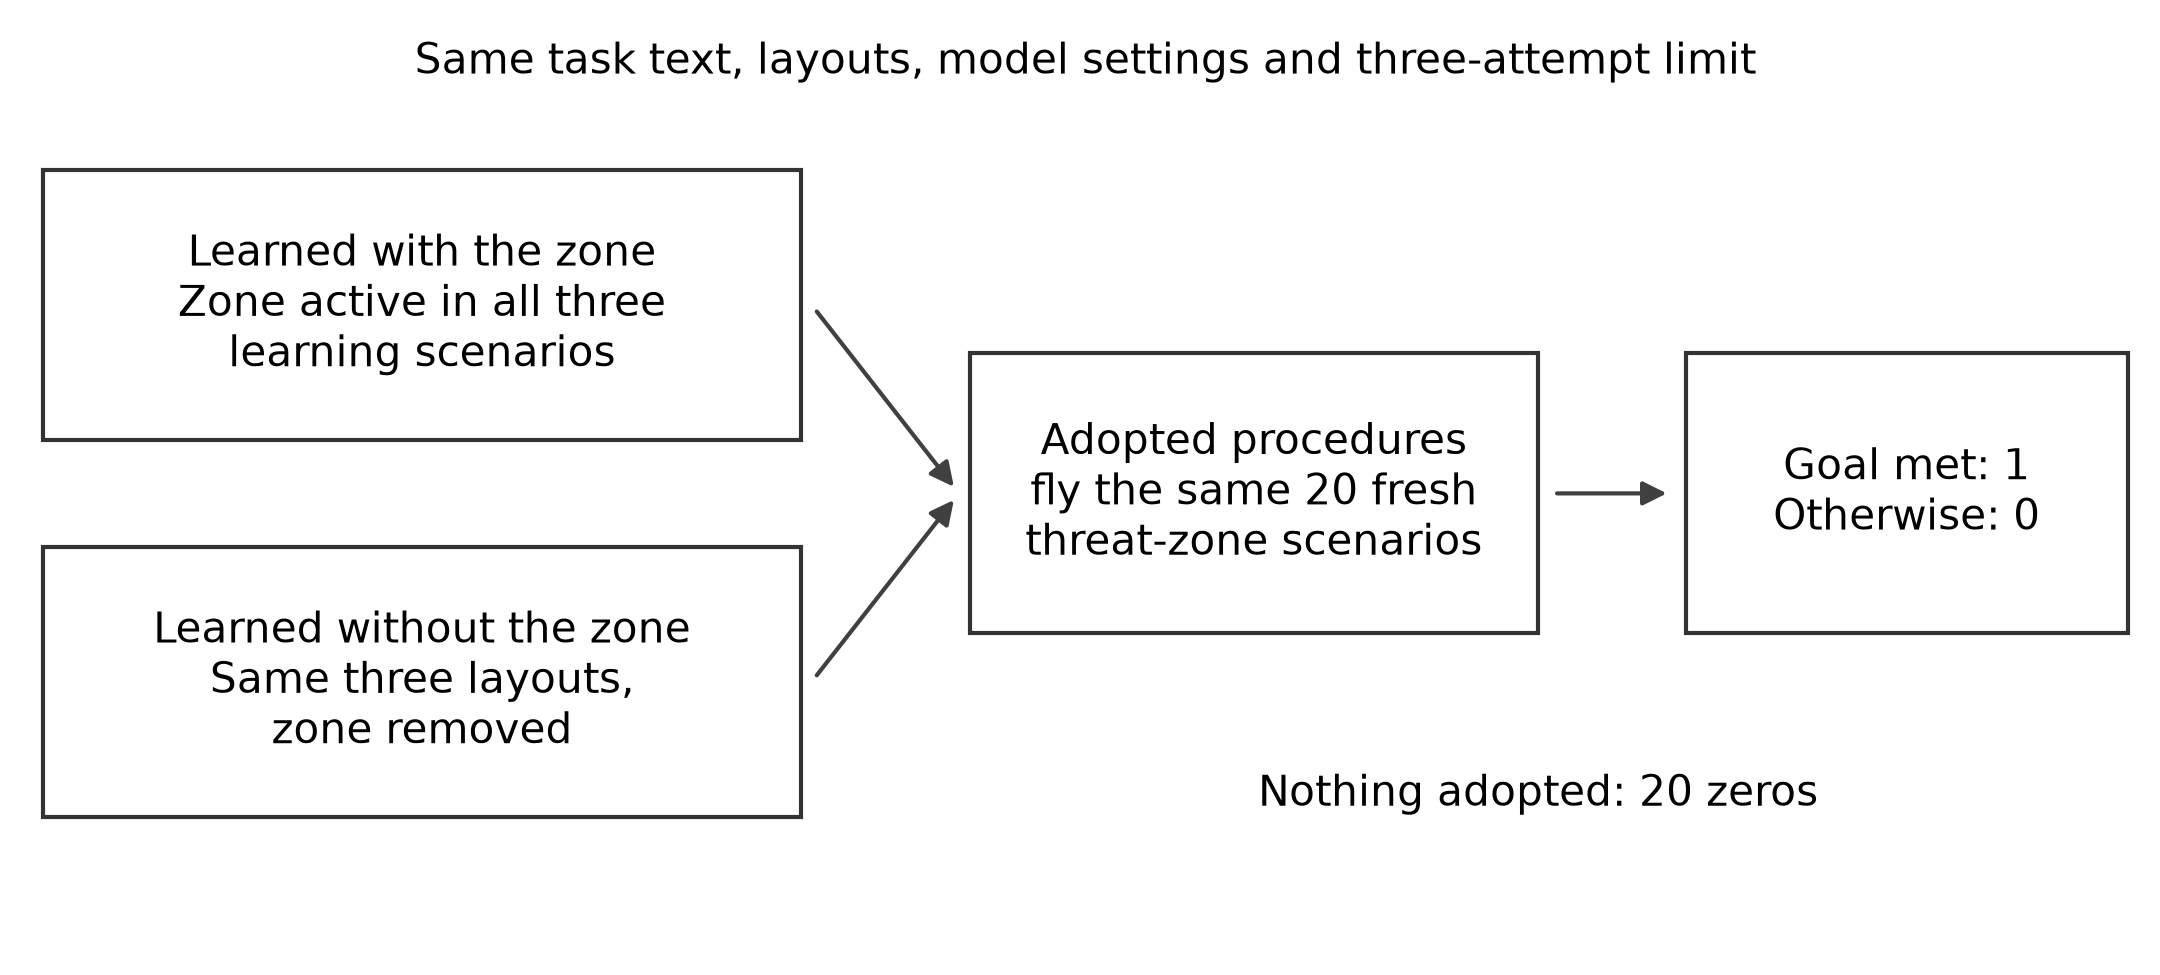 Same task text, layouts, model settings and three-attempt limit
Learned with the zone
Zone active in all three
learning scenarios
Learned without the zone
Same three layouts,
zone removed
Adopted procedures
fly the same 20 fresh
threat-zone scenarios
Goal met: 1
Otherwise: 0
Nothing adopted: 20 zeros